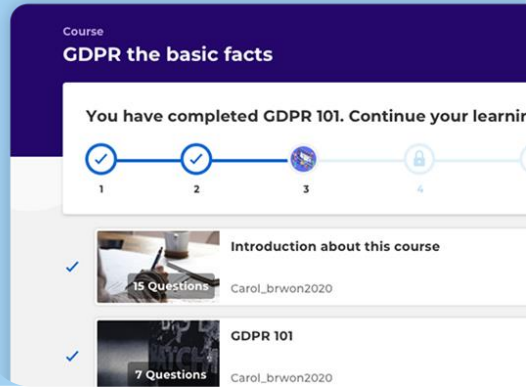 Course
GDPR the basic facts
You have completed GDPR 101. Continue your learnin
1
2
3
4
Introduction about this course
15 Questions
Carol_brwon2020
GDPR 101
7 Questions
Carol_brwon2020